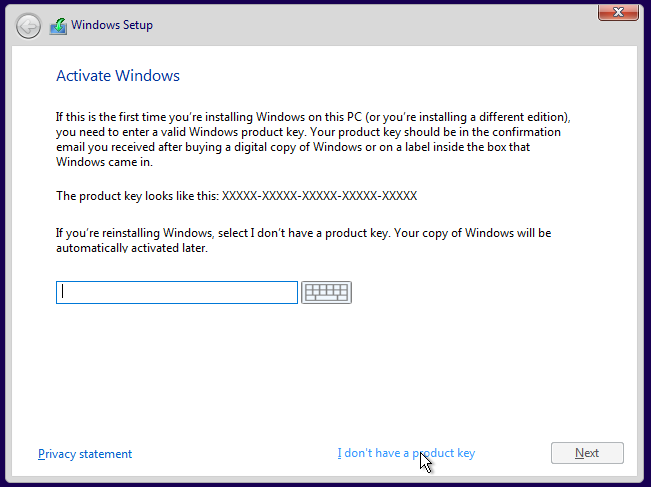 Windows Setup
Activate Windows
If this is the first time you’re installing Windows on this PC (or you’re installing a different edition),
you need to enter a valid Windows product key. Your product key should be in the confirmation
email you received after buying a digital copy of Windows or on a label inside the box that
Windows came in.
The product key looks like this: XXXXX-XXXXX-XXXXX-XXXXX-XXXXX
If you’re reinstalling Windows, select I don’t have a product key. Your copy of Windows will be
automatically activated later.
Privacy statement
I don't have a product key
Next